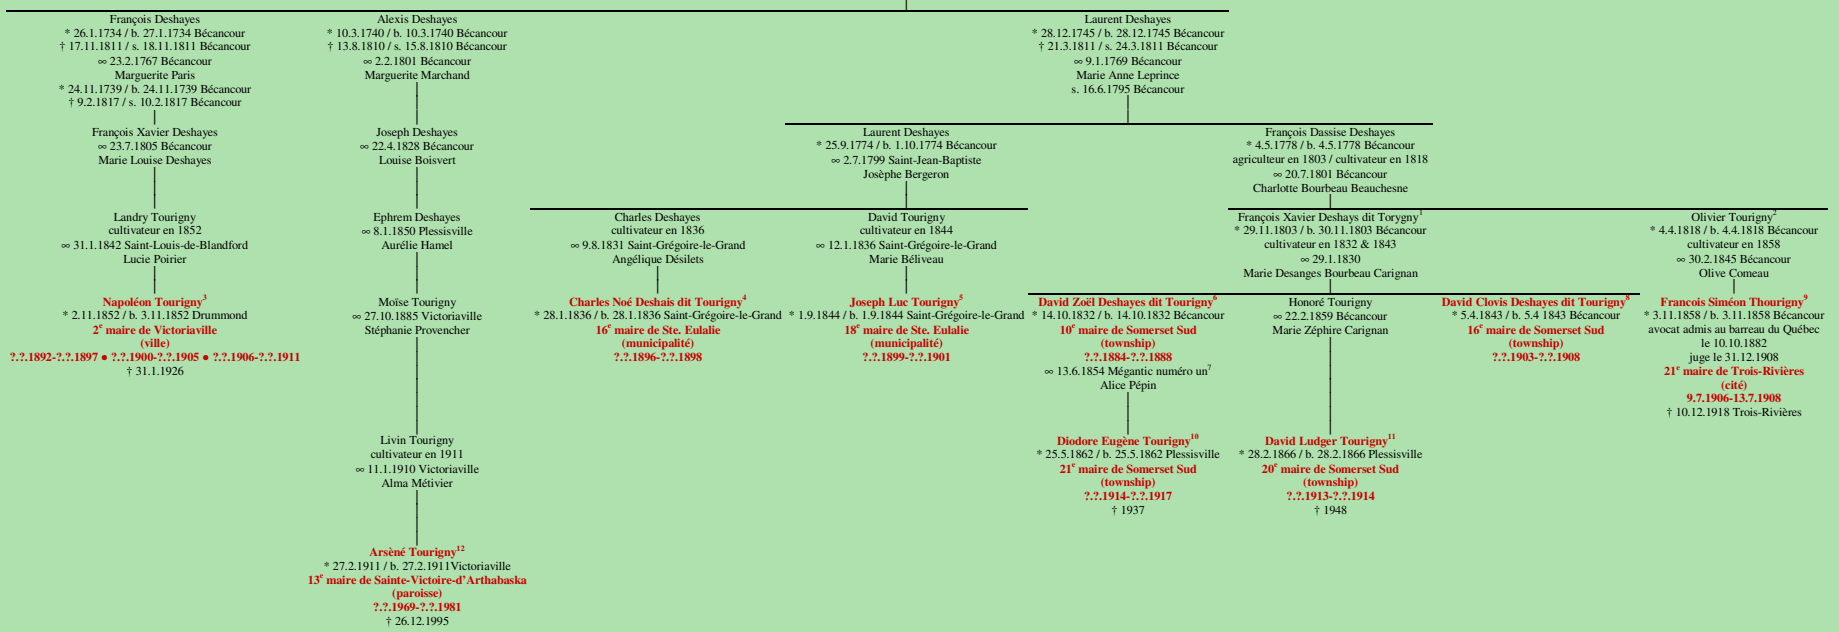 François Deshayes
* 26.1.1734 / b. 27.1.1734 Bécancour
† 17.11.1811 / s. 18.11.1811 Bécancour
∞ 23.2.1767 Bécancour
Marguerite Paris
* 24.11.1739 / b. 24.11.1739 Bécancour
† 9.2.1817 / s. 10.2.1817 Bécancour
Alexis Deshayes
* 10.3.1740 / b. 10.3.1740 Bécancour
† 13.8.1810 / s. 15.8.1810 Bécancour
∞ 2.2.1801 Bécancour
Marguerite Marchand
Laurent Deshayes
* 28.12.1745 / b. 28.12.1745 Bécancour
† 21.3.1811 / s. 24.3.1811 Bécancour
∞ 9.1.1769 Bécancour
Marie Anne Leprince
s. 16.6.1795 Bécancour
François Xavier Deshayes
∞ 23.7.1805 Bécancour
Marie Louise Deshayes
Joseph Deshayes
∞ 22.4.1828 Bécancour
Louise Boisvert
Laurent Deshayes
* 25.9.1774 / b. 1.10.1774 Bécancour
∞ 2.7.1799 Saint-Jean-Baptiste
Josèphe Bergeron
François Dassise Deshayes
* 4.5.1778 / b. 4.5.1778 Bécancour
agriculteur en 1803 / cultivateur en 1818
∞ 20.7.1801 Bécancour
Charlotte Bourbeau Beauchesne
Landry Tourigny
cultivateur en 1852
∞ 31.1.1842 Saint-Louis-de-Blandford
Lucie Poirier
Ephrem Deshayes
∞ 8.1.1850 Plessisville
Aurélie Hamel
Charles Deshayes
cultivateur en 1836
∞ 9.8.1831 Saint-Grégoire-le-Grand
Angélique Désilets
David Tourigny
cultivateur en 1844
∞ 12.1.1836 Saint-Grégoire-le-Grand
Marie Béliveau
François Xavier Deshays dit Torygny¹
* 29.11.1803 / b. 30.11.1803 Bécancour
cultivateur en 1832 & 1843
∞ 29.1.1830
Marie Desanges Bourbeau Carignan
Olivier Tourigny²
* 4.4.1818 / b. 4.4.1818 Bécancour
cultivateur en 1858
∞ 30.2.1845 Bécancour
Olive Comeau
Napoléon Tourigny³
* 2.11.1852 / b. 3.11.1852 Drummond
2ᵉ maire de Victoriaville
(ville)
?.?.1892-?.?.1897 ● ?.?.1900-?.?.1905 ● ?.?.1906-?.?.1911
† 31.1.1926
Moïse Tourigny
∞ 27.10.1885 Victoriaville
Stéphanie Provencher
Charles Noé Deshais dit Tourigny⁴
* 28.1.1836 / b. 28.1.1836 Saint-Grégoire-le-Grand
16ᵉ maire de Ste. Eulalie
(municipalité)
?.?.1896-?.?.1898
Joseph Luc Tourigny⁵
* 1.9.1844 / b. 1.9.1844 Saint-Grégoire-le-Grand
18ᵉ maire de Ste. Eulalie
(municipalité)
?.?.1899-?.?.1901
David Zoël Deshayes dit Tourigny⁶
* 14.10.1832 / b. 14.10.1832 Bécancour
10ᵉ maire de Somerset Sud
(township)
?.?.1884-?.?.1888
∞ 13.6.1854 Mégantic numéro un⁷
Alice Pépin
Honoré Tourigny
∞ 22.2.1859 Bécancour
Marie Zéphire Carignan
David Clovis Deshayes dit Tourigny⁸
* 5.4.1843 / b. 5.4 1843 Bécancour
16ᵉ maire de Somerset Sud
(township)
?.?.1903-?.?.1908
Francois Siméon Thourigny⁹
* 3.11.1858 / b. 3.11.1858 Bécancour
avocat admis au barreau du Québec
le 10.10.1882
juge le 31.12.1908
21ᵉ maire de Trois-Rivières
(cité)
9.7.1906-13.7.1908
† 10.12.1918 Trois-Rivières
Livin Tourigny
cultivateur en 1911
∞ 11.1.1910 Victoriaville
Alma Métivier
Diodore Eugène Tourigny¹⁰
* 25.5.1862 / b. 25.5.1862 Plessisville
21ᵉ maire de Somerset Sud
(township)
?.?.1914-?.?.1917
† 1937
David Ludger Tourigny¹¹
* 28.2.1866 / b. 28.2.1866 Plessisville
20ᵉ maire de Somerset Sud
(township)
?.?.1913-?.?.1914
† 1948
Arsèné Tourigny¹²
* 27.2.1911 / b. 27.2.1911Victoriaville
13ᵉ maire de Sainte-Victoire-d'Arthabaska
(paroisse)
?.?.1969-?.?.1981
† 26.12.1995